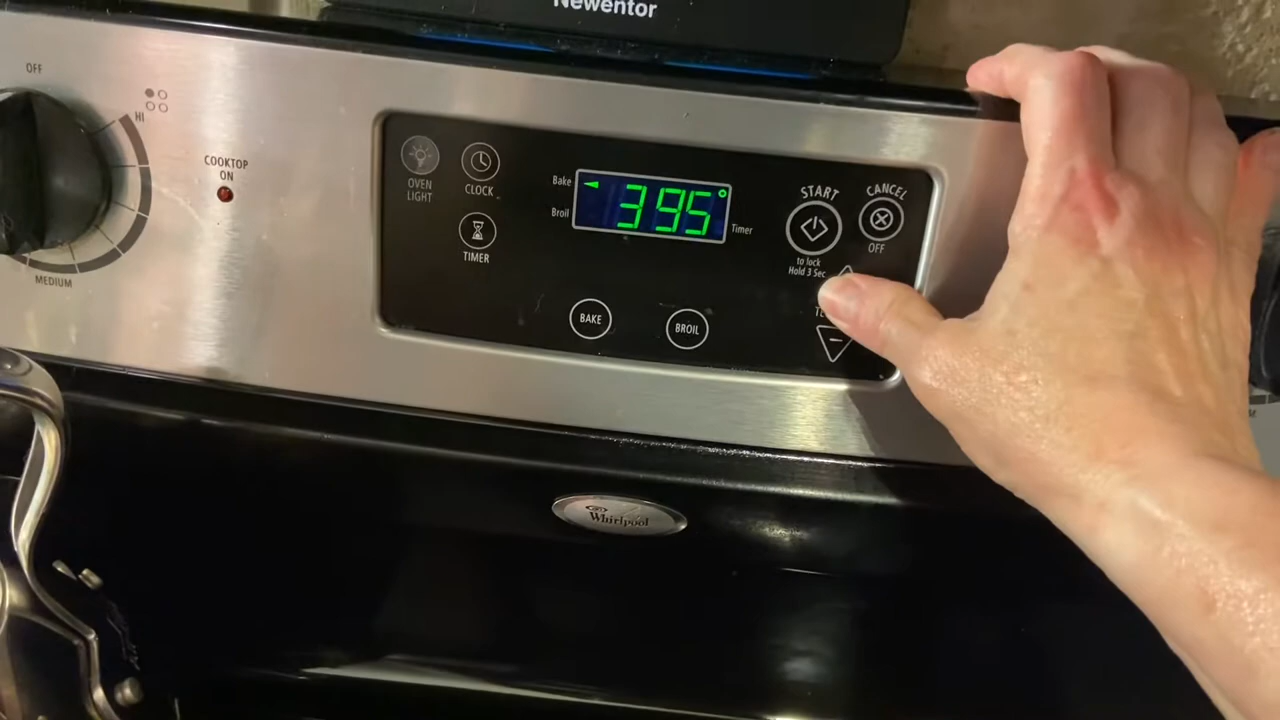 Newentor
OFF
HI
COOKTOP
ON
MEDIUM
OVEN
LIGHT
CLOCK
TIMER
Bake
Broil
395°
Timer
START
to lock
Hold 3 Sec
CANCEL
OFF
BAKE
BROIL
Whirlpool